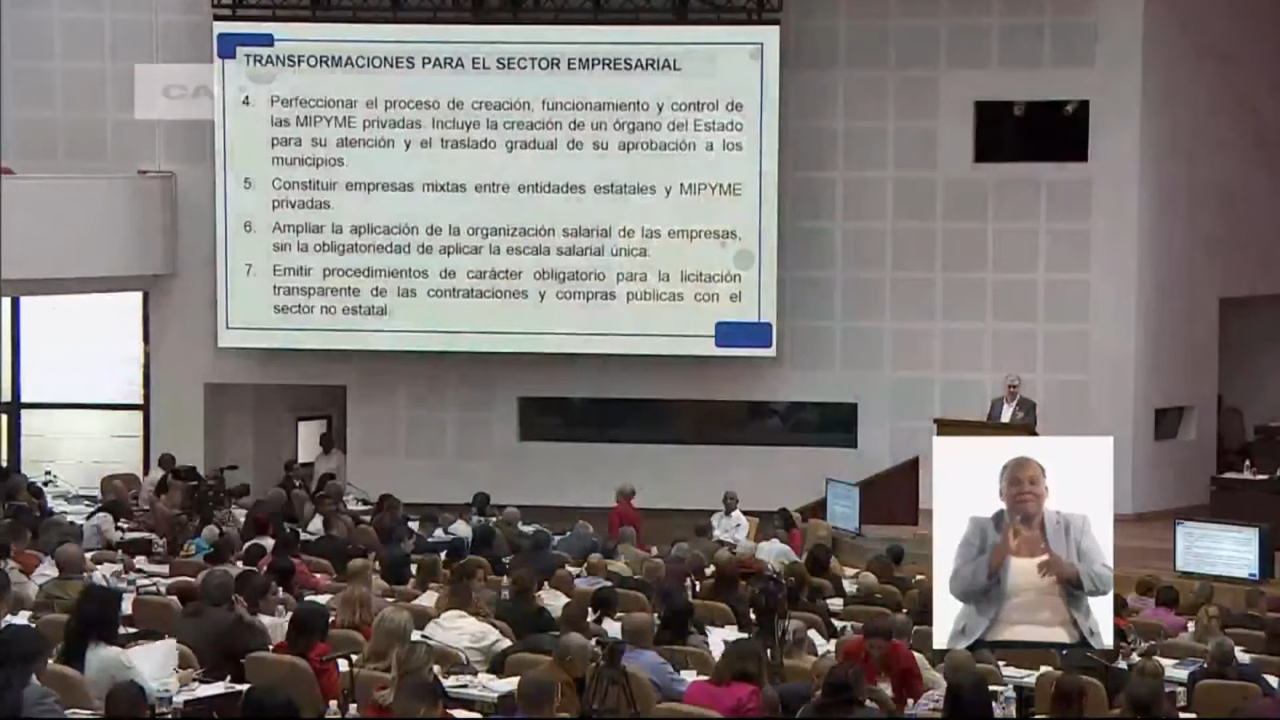 TRANSFORMACIONES PARA EL SECTOR EMPRESARIAL
4. Perfeccionar el proceso de creación, funcionamiento y control de
las MIPYME privadas. Incluye la creación de un órgano del Estado
para su atención y el traslado gradual de su aprobación a los
municipios.
5. Constituir empresas mixtas entre entidades estatales y MIPYME
privadas.
6. Ampliar la aplicación de la organización salarial de las empresas,
sin la obligatoriedad de aplicar la escala salarial única.
7. Emitir procedimientos de carácter obligatorio para la licitación
transparente de las contrataciones y compras públicas con el
sector no estatal